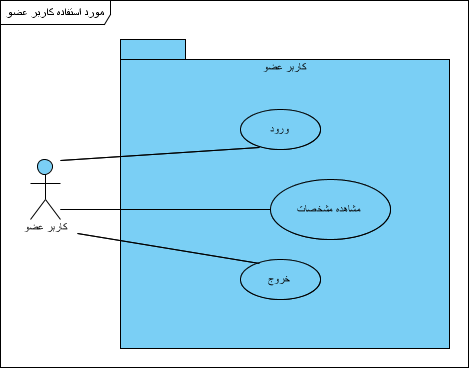 مورد استفاده کاربر عضو
کاربر عضو
ورود
مشاهده مشخصات
کاربر عضو
خروج